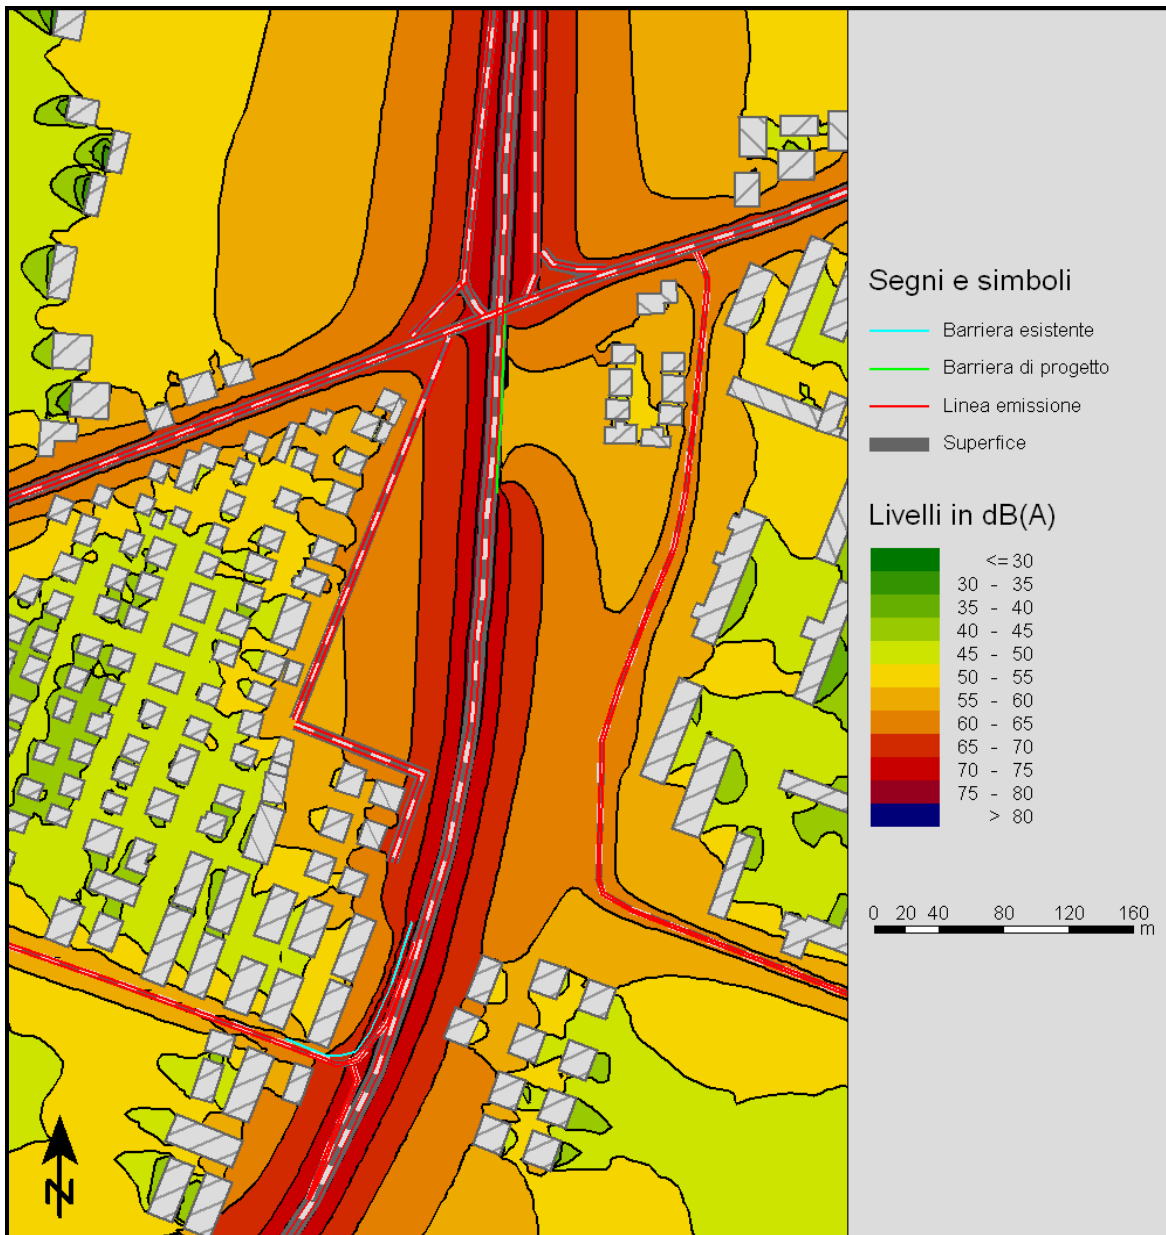 Segni e simboli
Barriera esistente
Barriera di progetto
Linea emissione
Superfice
Livelli in dB(A)
<= 30
30 - 35
35 - 40
40 - 45
45 - 50
50 - 55
55 - 60
60 - 65
65 - 70
70 - 75
75 - 80
> 80
0 20 40 80 120 160
m
N